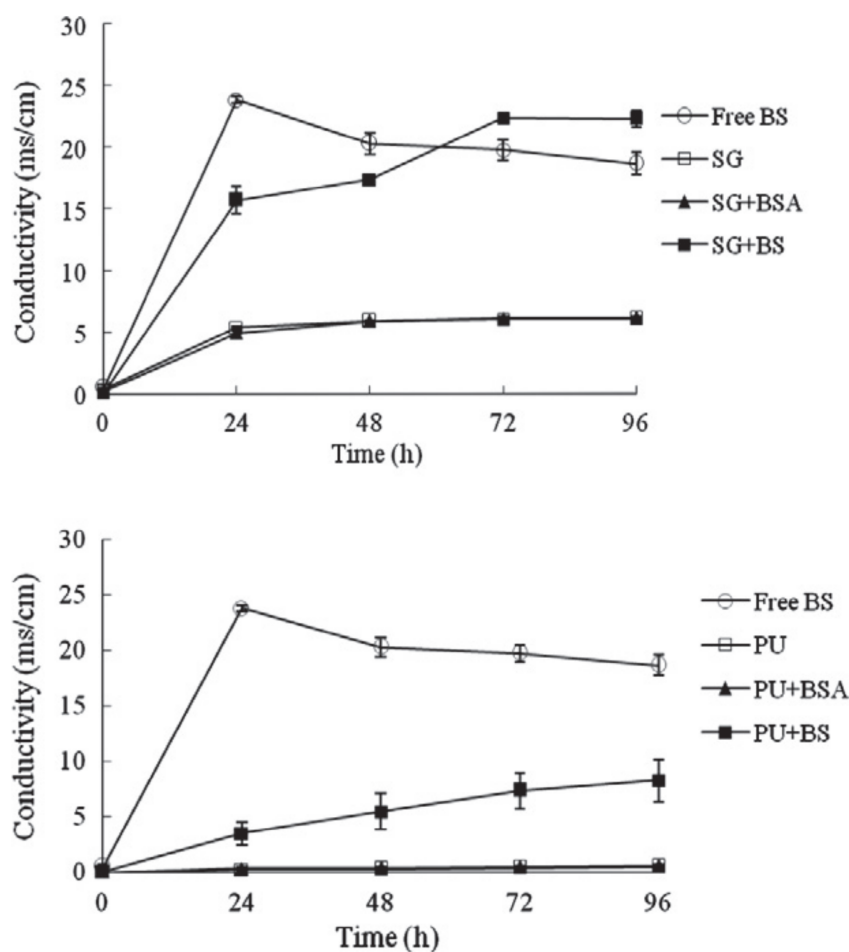 30
25
20
15
10
5
0
Conductivity (ms/cm)
0 24 48 72 96
Time (h)
Free BS
SG
SG+BSA
SG+BS
30
25
20
15
10
5
0
Conductivity (ms/cm)
0 24 48 72 96
Time (h)
Free BS
PU
PU+BSA
PU+BS